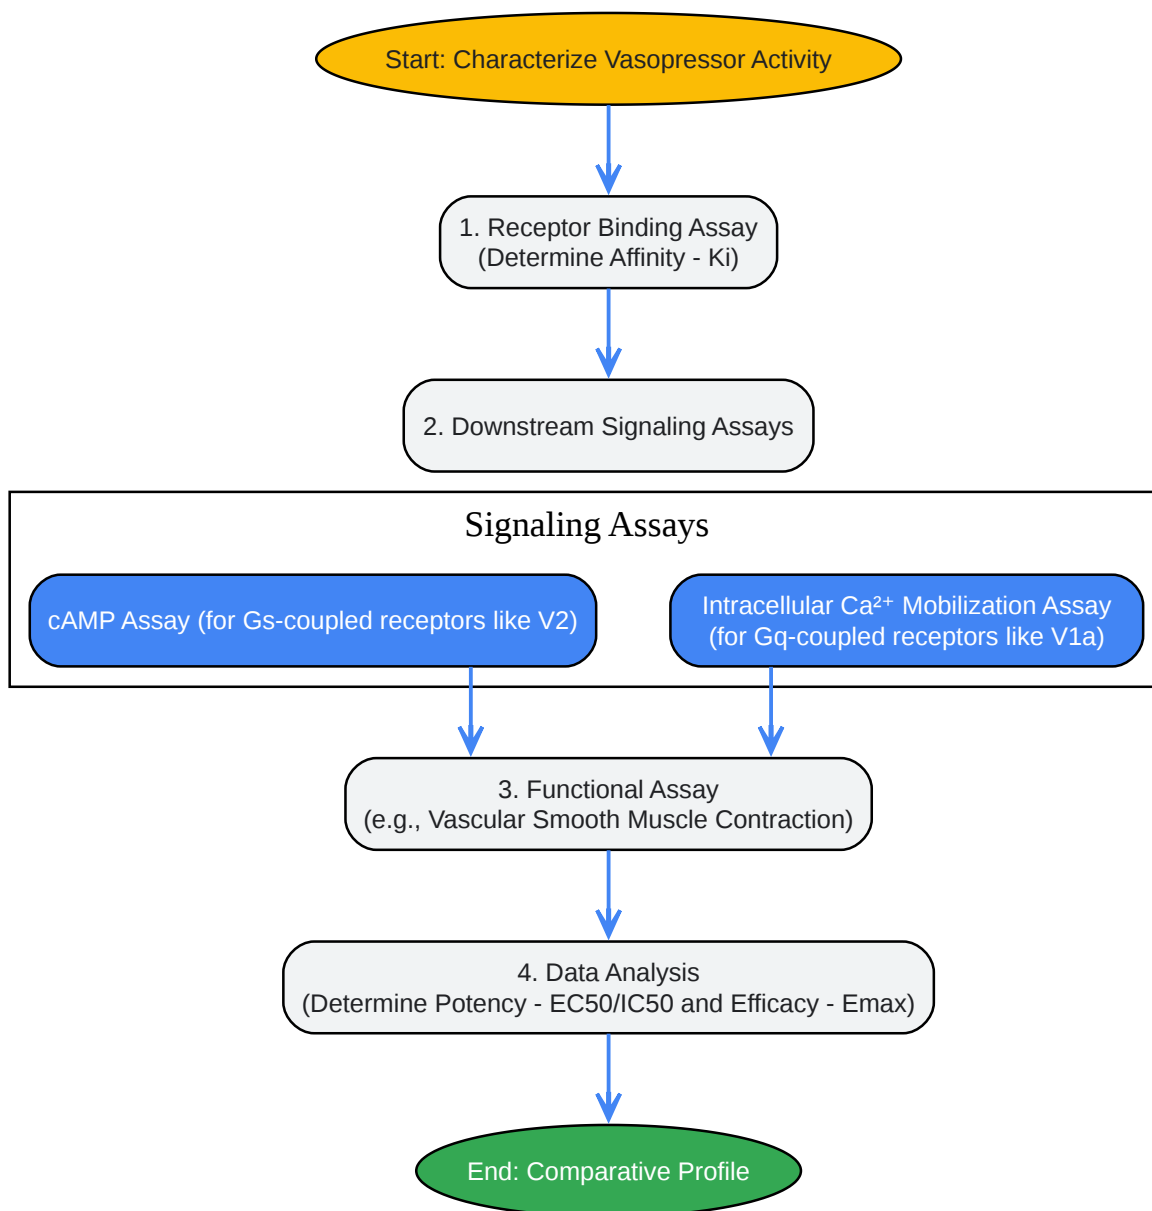 Start: Characterize Vasopressor Activity
1. Receptor Binding Assay
(Determine Affinity - Ki)
2. Downstream Signaling Assays
Signaling Assays
cAMP Assay (for Gs-coupled receptors like V2)
Intracellular Ca²⁺ Mobilization Assay
(for Gq-coupled receptors like V1a)
3. Functional Assay
(e.g., Vascular Smooth Muscle Contraction)
4. Data Analysis
(Determine Potency - EC50/IC50 and Efficacy - Emax)
End: Comparative Profile